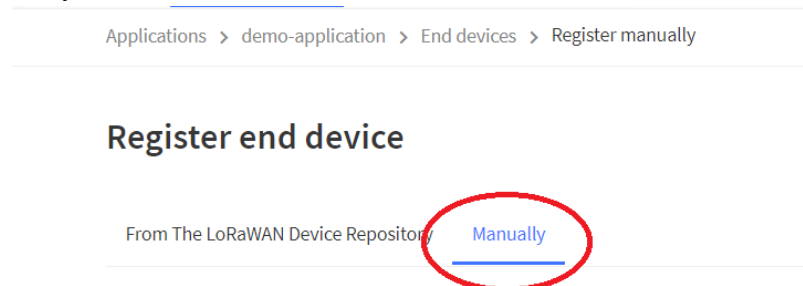 Applications > demo-application > End devices > Register manually
Register end device
From The LoRaWAN Device Repository Manually